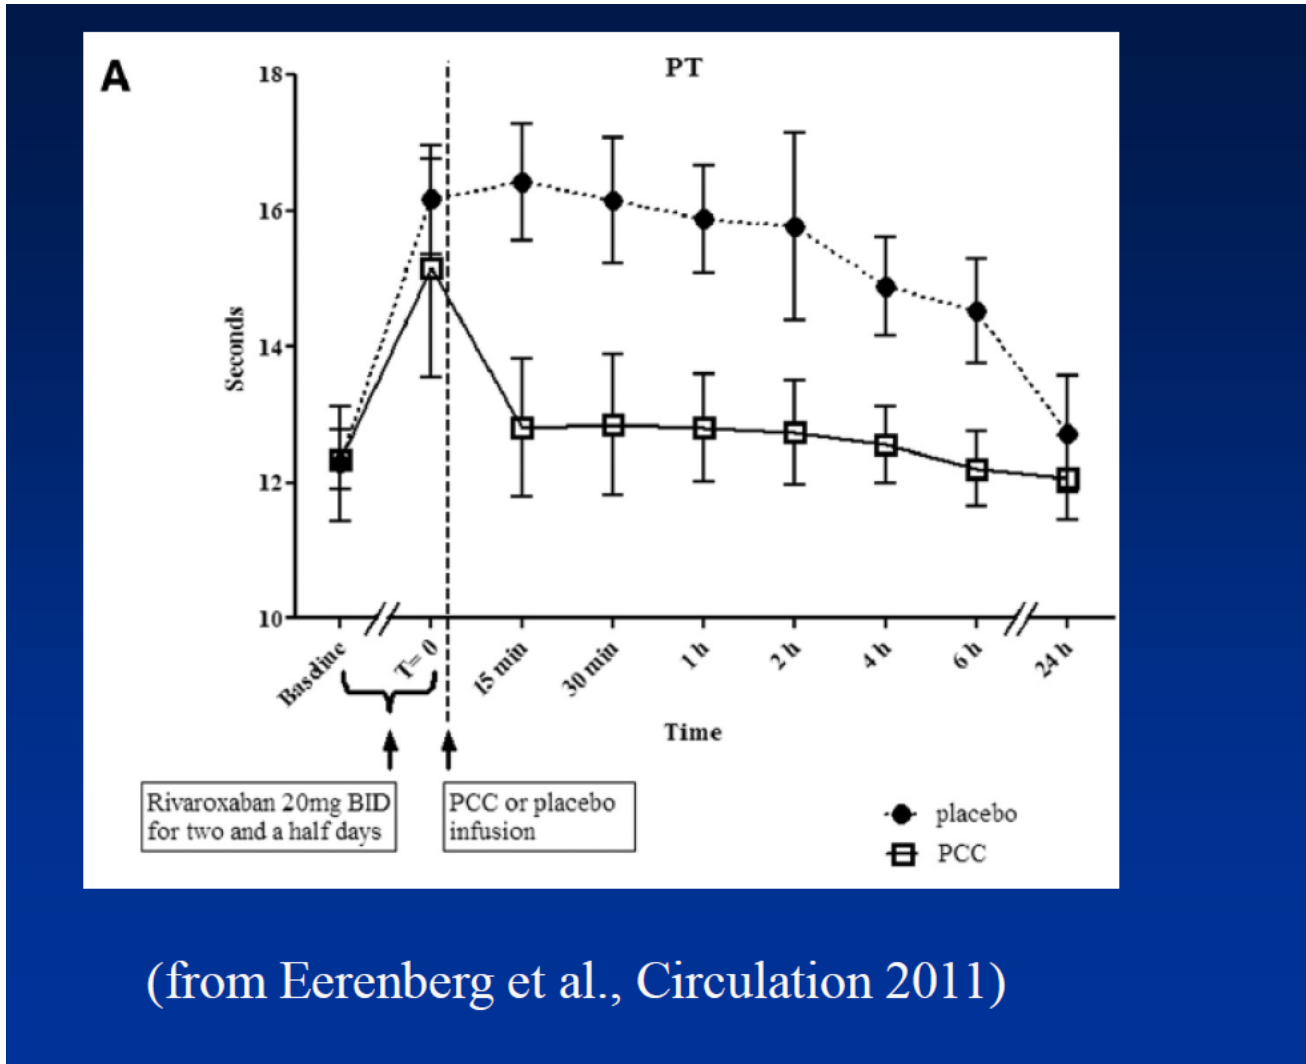 A
PT
18
16
14
12
10
Seconds
Baseline
T= 0
15 min
30 min
1 h
2 h
4 h
6 h
24 h
Time
Rivaroxaban 20mg BID
for two and a half days
PCC or placebo
infusion
placebo
PCC
(from Eerenberg et al., Circulation 2011)